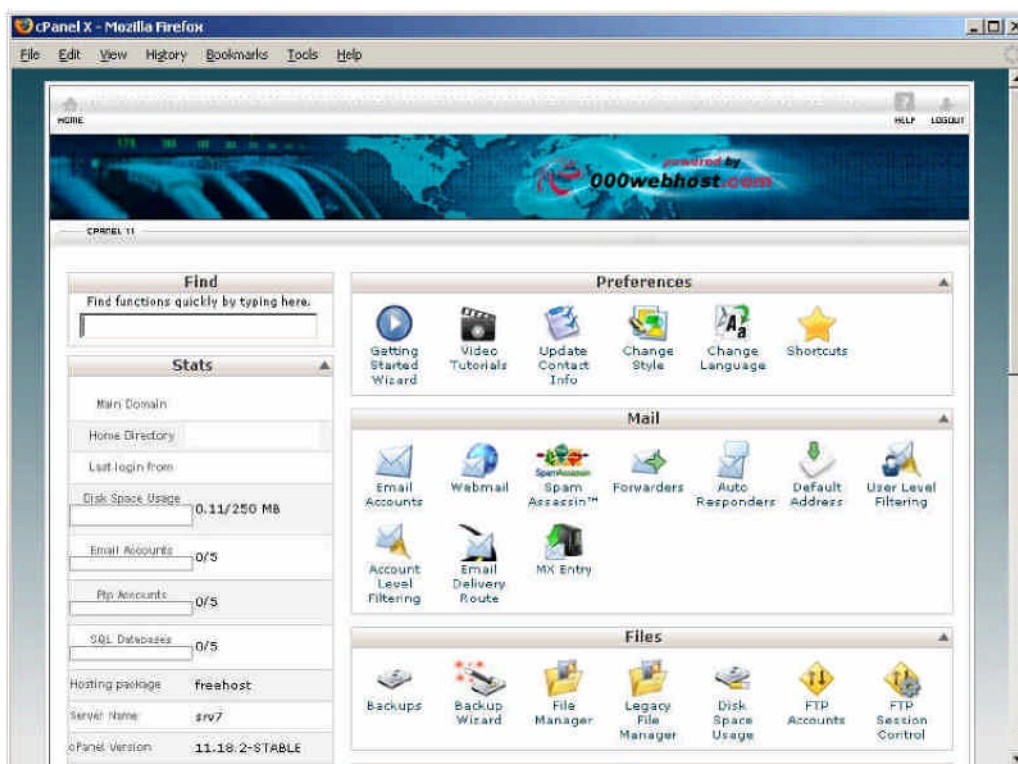 cPanel X - Mozilla Firefox
File Edit View History Bookmarks Tools Help
HOME
HELP LOGOUT
powered by
000webhost.com
CPANEL 11
Find
Find functions quickly by typing here.
Stats
Main Domain
Home Directory
Last login from
Disk Space Usage
0.11/250 MB
Email Accounts
0/5
Ftp Accounts
0/5
SQL Databases
0/5
Hosting package freehost
Server Name srv7
cPanel Version 11.18.2-STABLE
Preferences
Getting Started Wizard
Video Tutorials
Update Contact Info
Change Style
Change Language
Shortcuts
Mail
Email Accounts
Webmail
SpamAssassin
Spam Assassin™
Forwarders
Auto Responders
Default Address
User Level Filtering
Account Level Filtering
Email Delivery Route
MX Entry
Files
Backups
Backup Wizard
File Manager
Legacy File Manager
Disk Space Usage
FTP Accounts
FTP Session Control